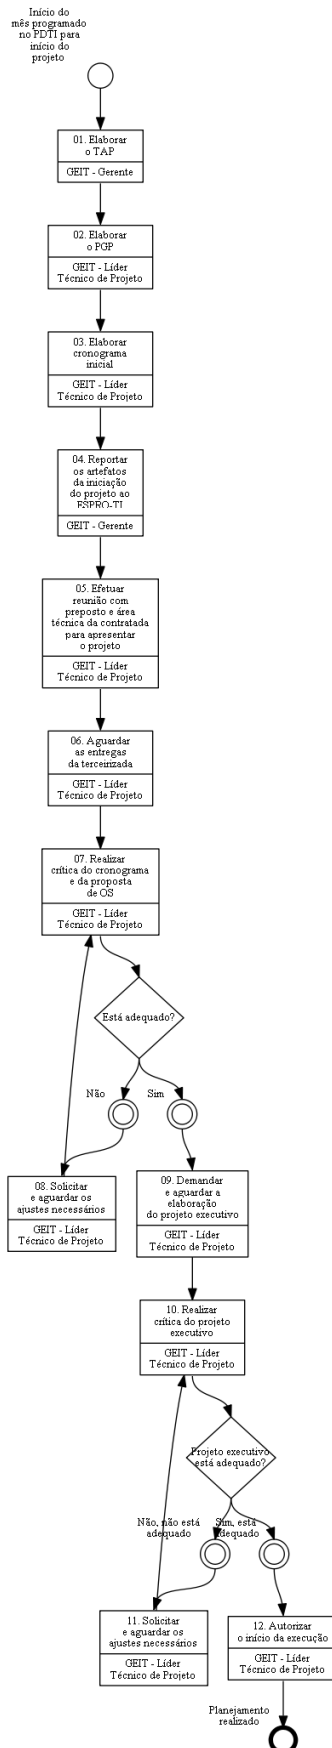 Início do
mês programado
no PDTI para
início do
projeto
01. Elaborar
o TAP
GEIT - Gerente
02. Elaborar
o PGP
GEIT - Líder
Técnico de Projeto
03. Elaborar
cronograma
inicial
GEIT - Líder
Técnico de Projeto
04. Reportar
os artefatos
da iniciação
do projeto ao
ESPRO-TI
GEIT - Gerente
05. Efetuar
reunião com
preposto e área
técnica da contratada
para apresentar
o projeto
GEIT - Líder
Técnico de Projeto
06. Aguardar
as entregas
da terceirizada
GEIT - Líder
Técnico de Projeto
07. Realizar
crítica do cronograma
e da proposta
de OS
GEIT - Líder
Técnico de Projeto
Está adequado?
Não
Sim
08. Solicitar
e aguardar os
ajustes necessários
GEIT - Líder
Técnico de Projeto
09. Demandar
e aguardar a
elaboração
do projeto executivo
GEIT - Líder
Técnico de Projeto
10. Realizar
crítica do projeto
executivo
GEIT - Líder
Técnico de Projeto
Projeto executivo
está adequado?
Não, não está
adequado
Sim, está
adequado
11. Solicitar
e aguardar os
ajustes necessários
GEIT - Líder
Técnico de Projeto
12. Autorizar
o início da execução
GEIT - Líder
Técnico de Projeto
Planejamento
realizado